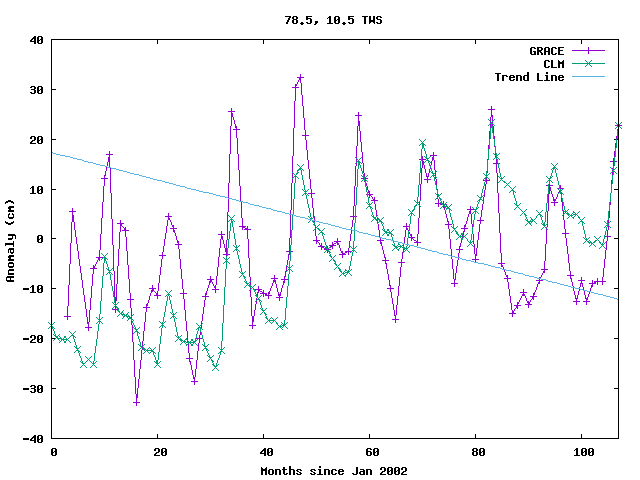 78.5, 10.5 TWS
GRACE
CLM
Trend Line
40
30
20
10
0
-10
-20
-30
-40
Anomaly (cm)
0 20 40 60 80 100
Months since Jan 2002